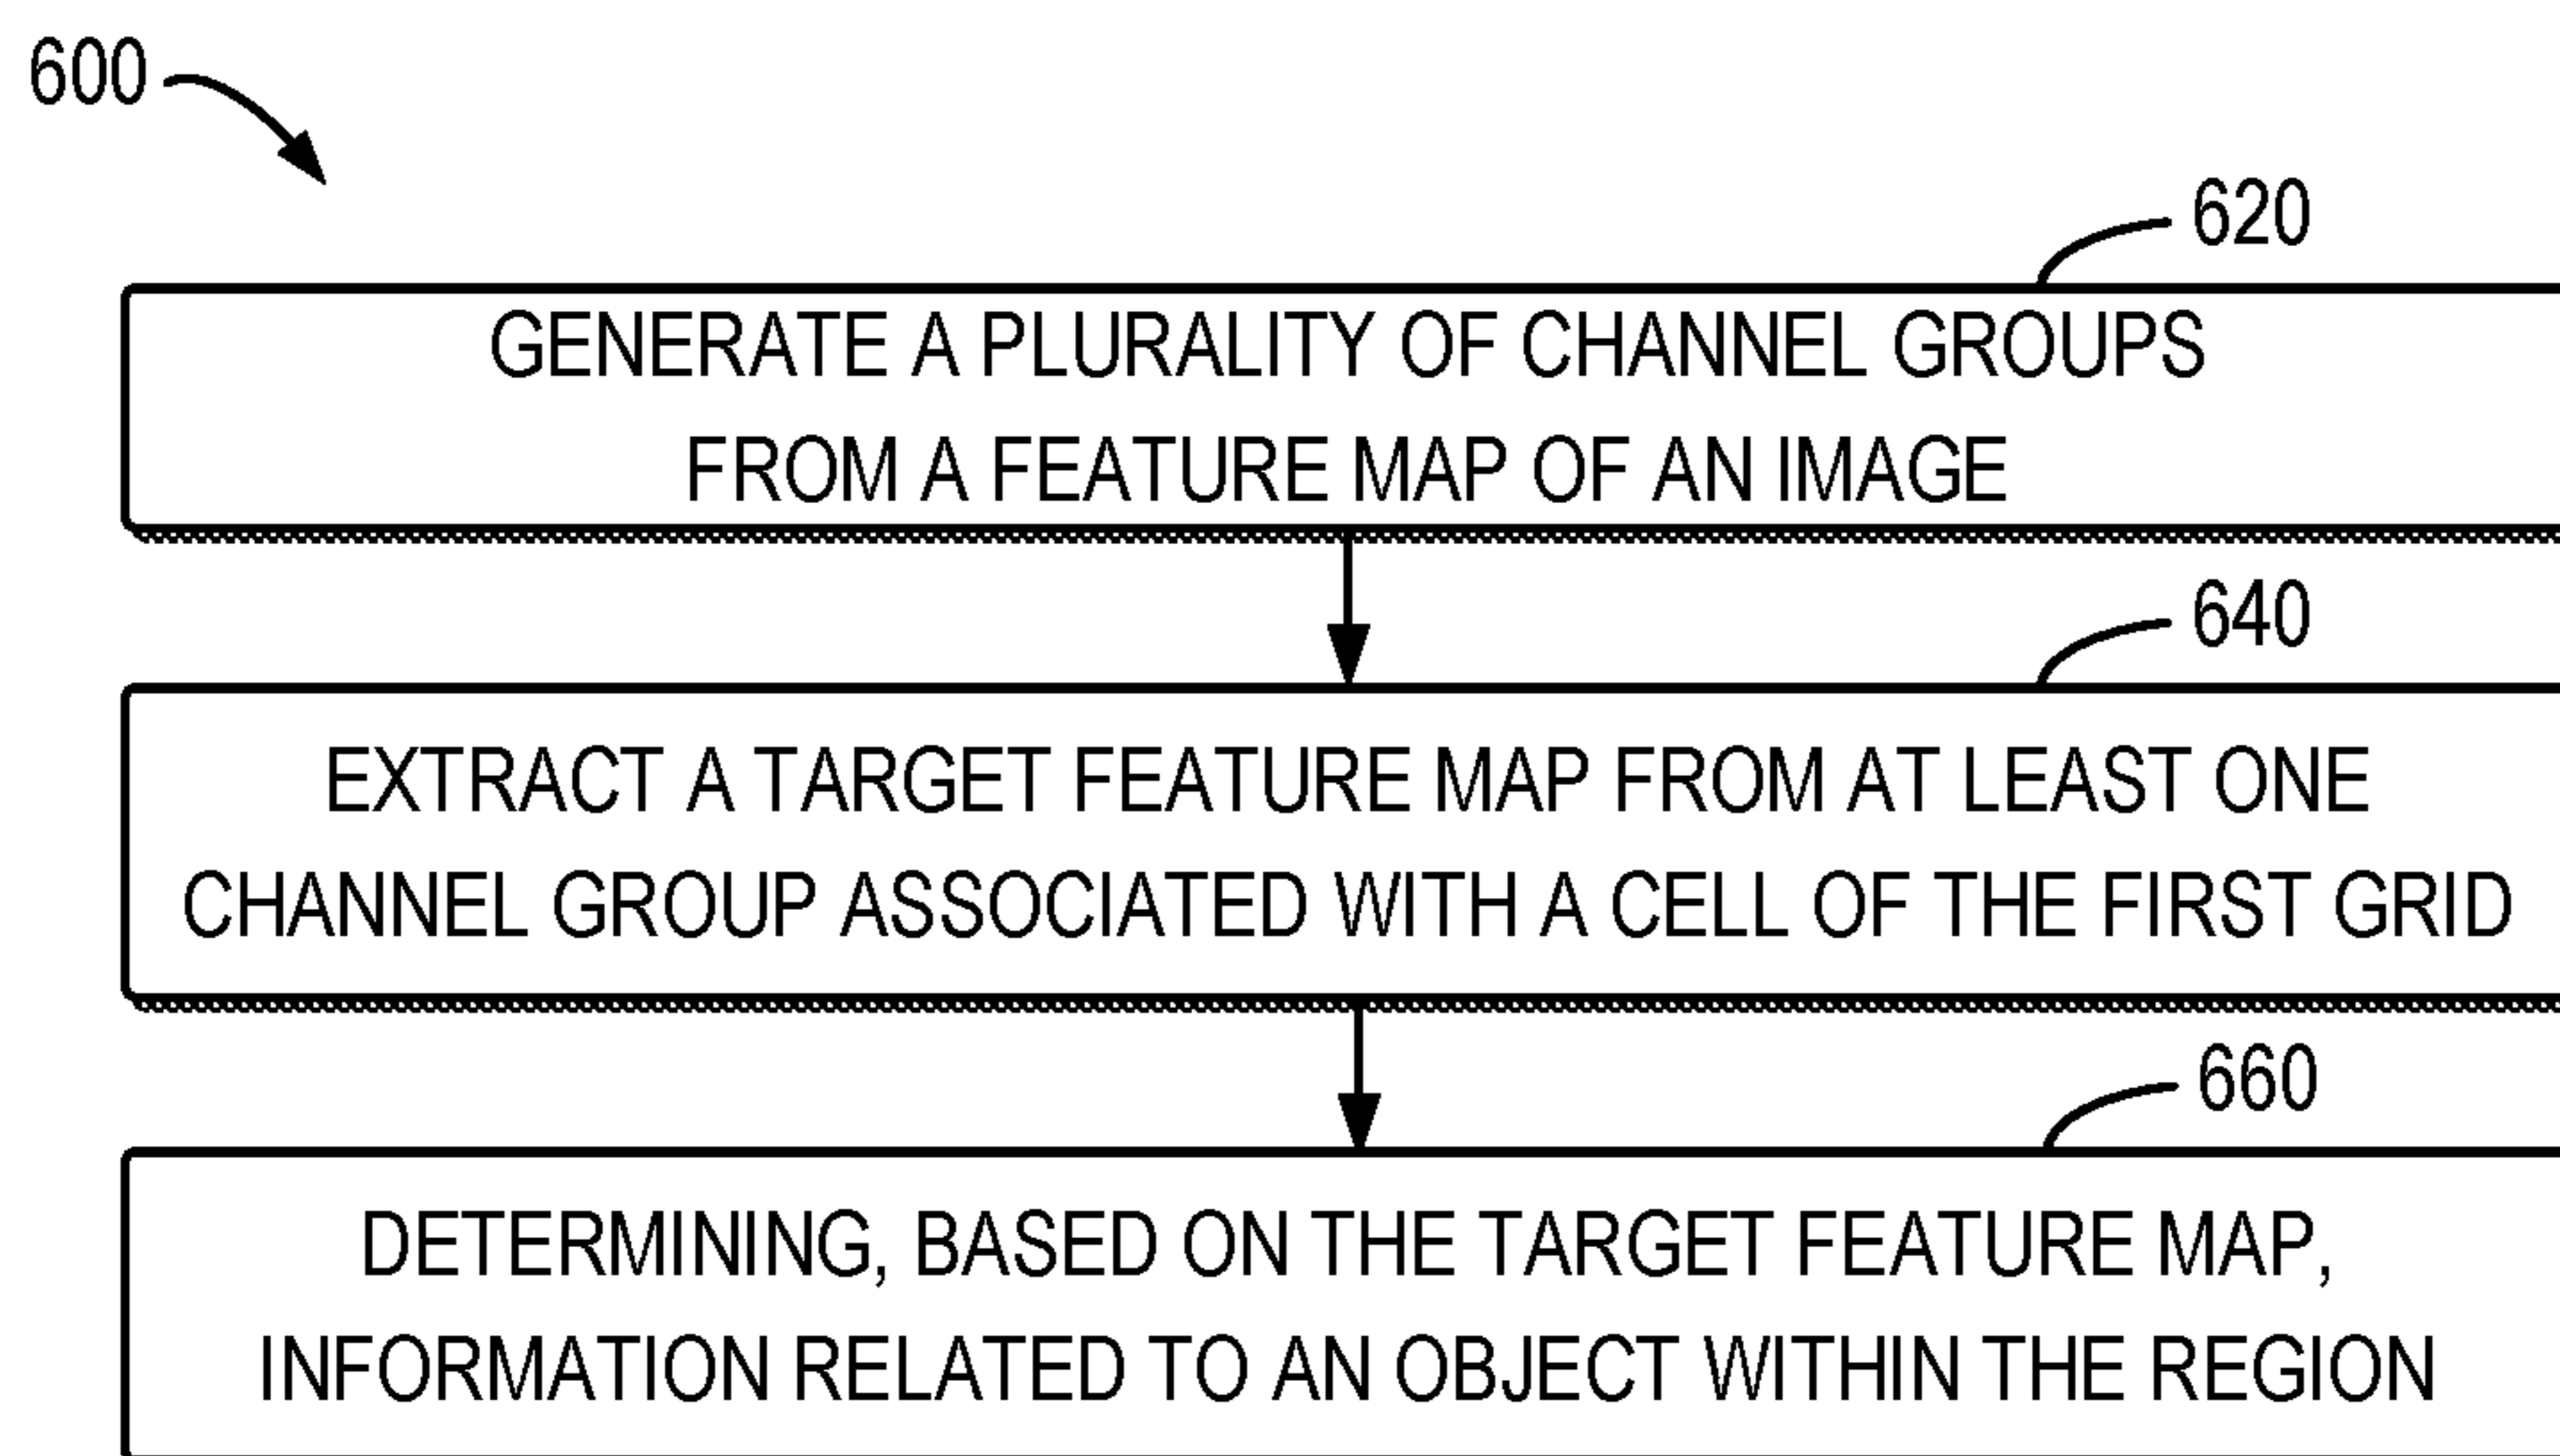 600
620
GENERATE A PLURALITY OF CHANNEL GROUPS
FROM A FEATURE MAP OF AN IMAGE
640
EXTRACT A TARGET FEATURE MAP FROM AT LEAST ONE
CHANNEL GROUP ASSOCIATED WITH A CELL OF THE FIRST GRID
660
DETERMINING, BASED ON THE TARGET FEATURE MAP,
INFORMATION RELATED TO AN OBJECT WITHIN THE REGION